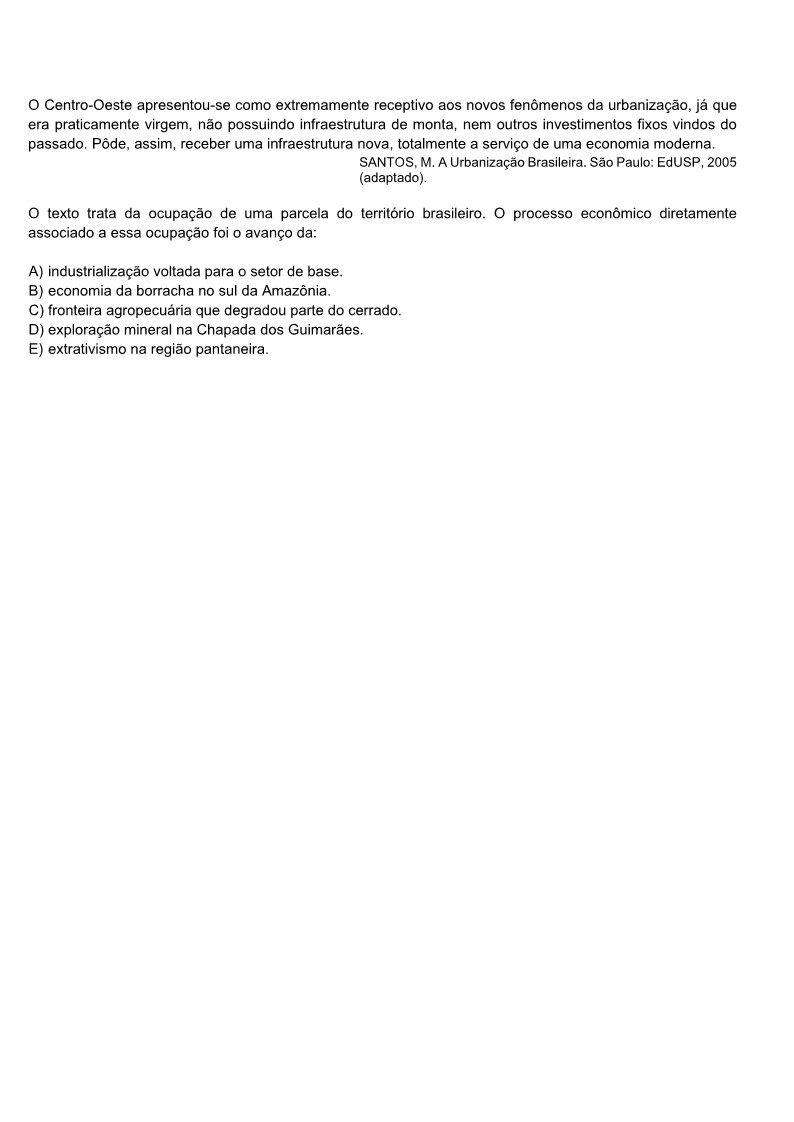 O Centro-Oeste apresentou-se como extremamente receptivo aos novos fenômenos da urbanização, já que
era praticamente virgem, não possuindo infraestrutura de monta, nem outros investimentos fixos vindos do
passado. Pôde, assim, receber uma infraestrutura nova, totalmente a serviço de uma economia moderna.
SANTOS, M. A Urbanização Brasileira. São Paulo: EdUSP, 2005
(adaptado).
O texto trata da ocupação de uma parcela do território brasileiro. O processo econômico diretamente
associado a essa ocupação foi o avanço da:
A) industrialização voltada para o setor de base.
B) economia da borracha no sul da Amazônia.
C) fronteira agropecuária que degradou parte do cerrado.
D) exploração mineral na Chapada dos Guimarães.
E) extrativismo na região pantaneira.